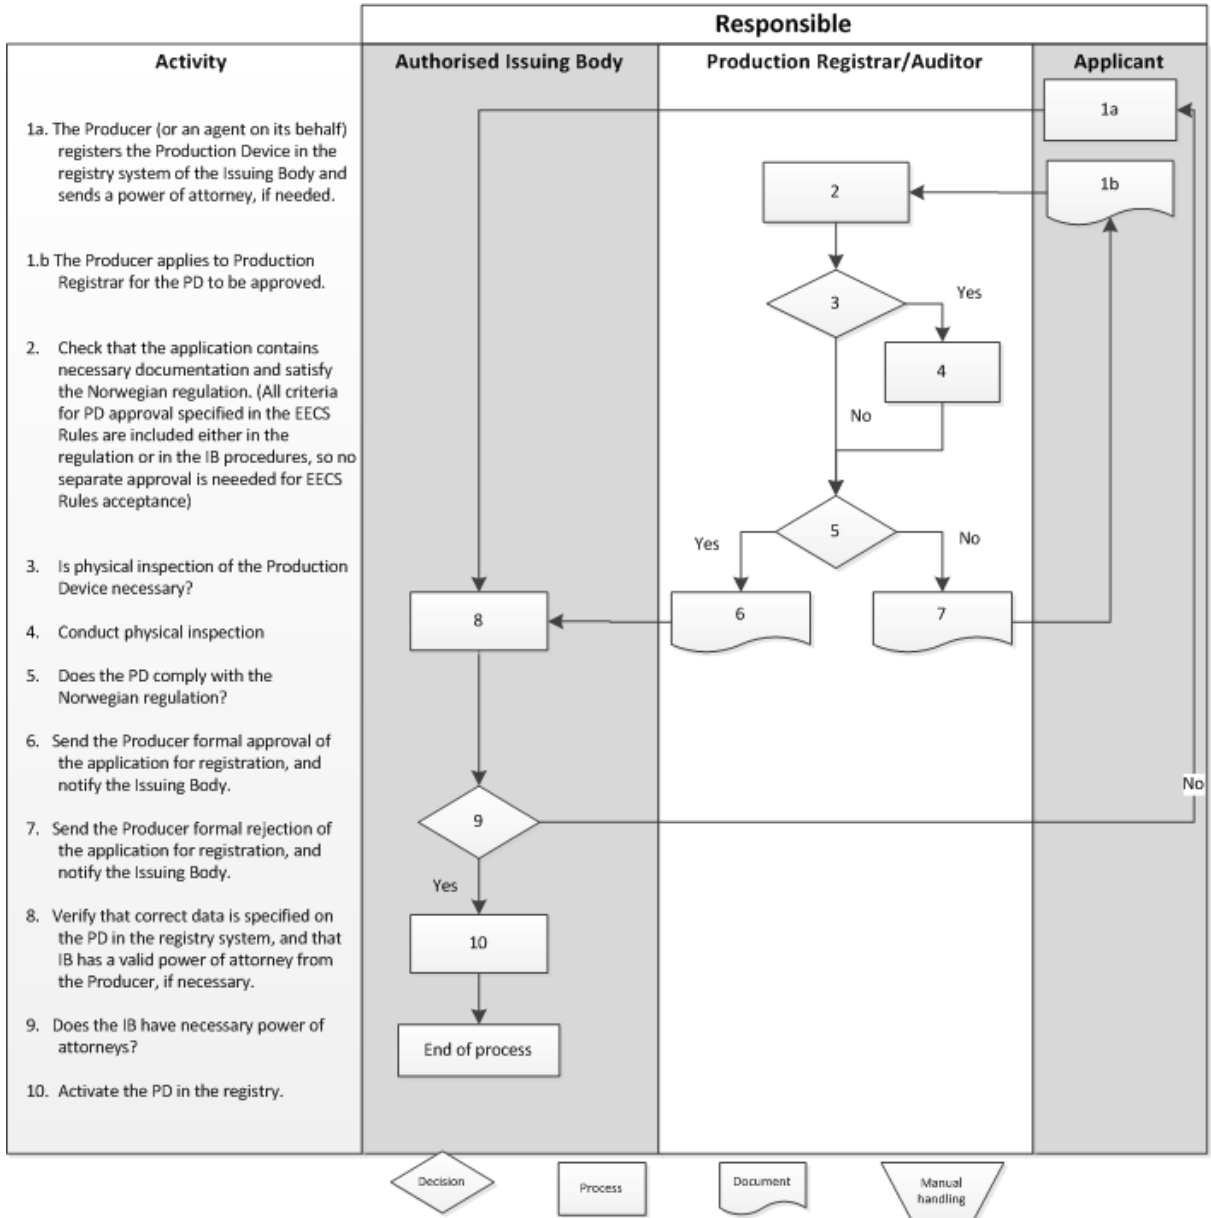 Responsible
Activity
Authorised Issuing Body
Production Registrar/Auditor
Applicant
1a. The Producer (or an agent on its behalf)
registers the Production Device in the
registry system of the Issuing Body and
sends a power of attorney, if needed.
1.b The Producer applies to Production
Registrar for the PD to be approved.
2. Check that the application contains
necessary documentation and satisfy
the Norwegian regulation. (All criteria
for PD approval specified in the EECS
Rules are included either in the
regulation or in the IB procedures, so no
separate approval is neeeded for EECS
Rules acceptance)
3. Is physical inspection of the Production
Device necessary?
4. Conduct physical inspection
5. Does the PD comply with the
Norwegian regulation?
6. Send the Producer formal approval of
the application for registration, and
notify the Issuing Body.
7. Send the Producer formal rejection of
the application for registration, and
notify the Issuing Body.
8. Verify that correct data is specified on
the PD in the registry system, and that
IB has a valid power of attorney from
the Producer, if necessary.
9. Does the IB have necessary power of
attorneys?
10. Activate the PD in the registry.
1a
1b
2
3
Yes
4
No
5
Yes
No
6
7
8
9
No
Yes
10
End of process
Decision
Process
Document
Manual
handling